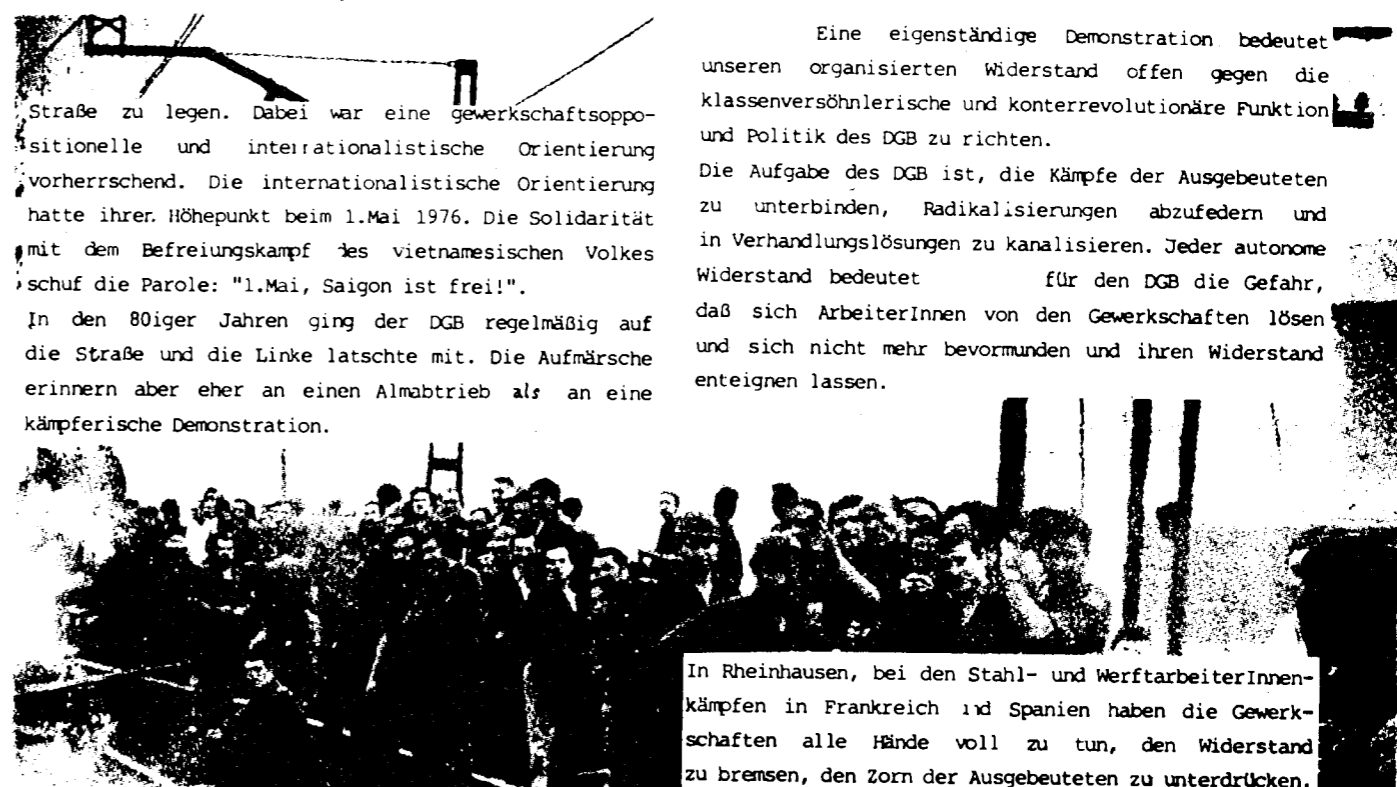 Straße zu legen. Dabei war eine gewerkschaftsoppo-
sitionelle und internationalistische Orientierung
vorherrschend. Die internationalistische Orientierung
hatte ihren Höhepunkt beim 1.Mai 1976. Die Solidarität
mit dem Befreiungskampf des vietnamesischen Volkes
schuf die Parole: "1.Mai, Saigon ist frei!".
In den 80iger Jahren ging der DGB regelmäßig auf
die Straße und die Linke latschte mit. Die Aufmärsche
erinnern aber eher an einen Almabtrieb als an eine
kämpferische Demonstration.
Eine eigenständige Demonstration bedeutet
unseren organisierten Widerstand offen gegen die
klassenversöhnlerische und konterrevolutionäre Funktion
und Politik des DGB zu richten.
Die Aufgabe des DGB ist, die Kämpfe der Ausgebeuteten
zu unterbinden, Radikalisierungen abzufedern und
in Verhandlungslösungen zu kanalisieren. Jeder autonome
Widerstand bedeutet für den DGB die Gefahr,
daß sich ArbeiterInnen von den Gewerkschaften lösen
und sich nicht mehr bevormunden und ihren Widerstand
enteignen lassen.
In Rheinhausen, bei den Stahl- und WerftarbeiterInnen-
kämpfen in Frankreich und Spanien haben die Gewerk-
schaften alle Hände voll zu tun, den Widerstand
zu bremsen, den Zorn der Ausgebeuteten zu unterdrücken.